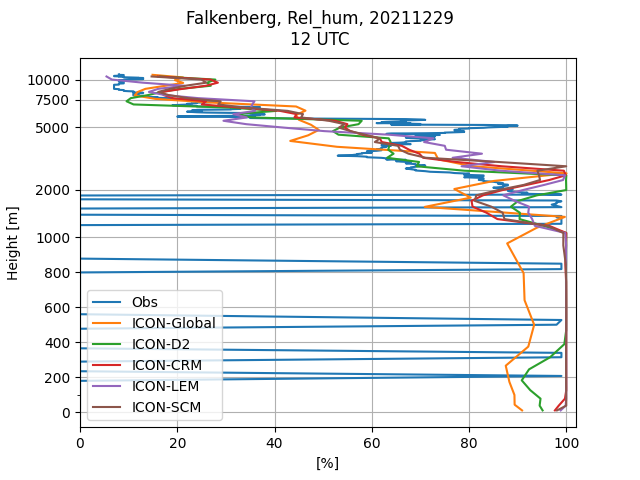 Falkenberg, Rel_hum, 20211229
12 UTC
10000
7500
5000
2000
1000
800
600
400
200
0
Height [m]
Obs
ICON-Global
ICON-D2
ICON-CRM
ICON-LEM
ICON-SCM
0 20 40 60 80 100
[%]